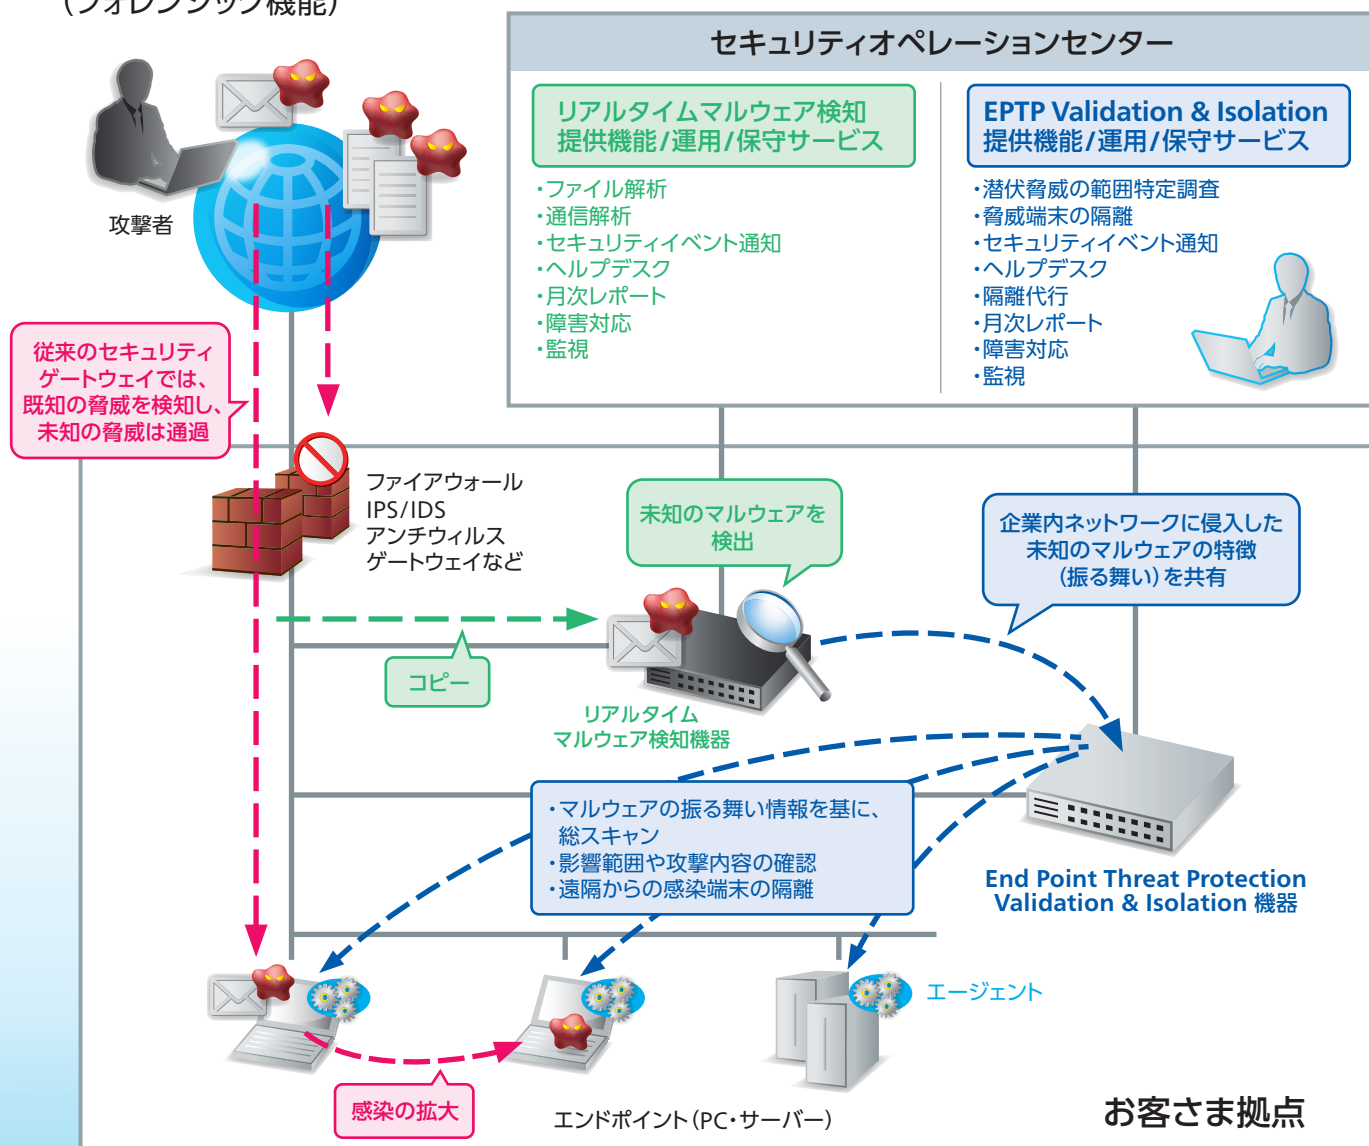 (フォレンジック機能)
セキュリティオペレーションセンター
リアルタイムマルウェア検知
提供機能/運用/保守サービス
・ファイル解析
・通信解析
・セキュリティイベント通知
・ヘルプデスク
・月次レポート
・障害対応
・監視
EPTP Validation & Isolation
提供機能/運用/保守サービス
・潜伏脅威の範囲特定調査
・脅威端末の隔離
・セキュリティイベント通知
・ヘルプデスク
・隔離代行
・月次レポート
・障害対応
・監視
攻撃者
従来のセキュリティ
ゲートウェイでは、
既知の脅威を検知し、
未知の脅威は通過
ファイアウォール
IPS/IDS
アンチウィルス
ゲートウェイなど
未知のマルウェアを
検出
企業内ネットワークに侵入した
未知のマルウェアの特徴
(振る舞い)を共有
コピー
リアルタイム
マルウェア検知機器
・マルウェアの振る舞い情報を基に、
総スキャン
・影響範囲や攻撃内容の確認
・遠隔からの感染端末の隔離
End Point Threat Protection
Validation & Isolation 機器
エージェント
感染の拡大
エンドポイント(PC・サーバー)
お客さま拠点